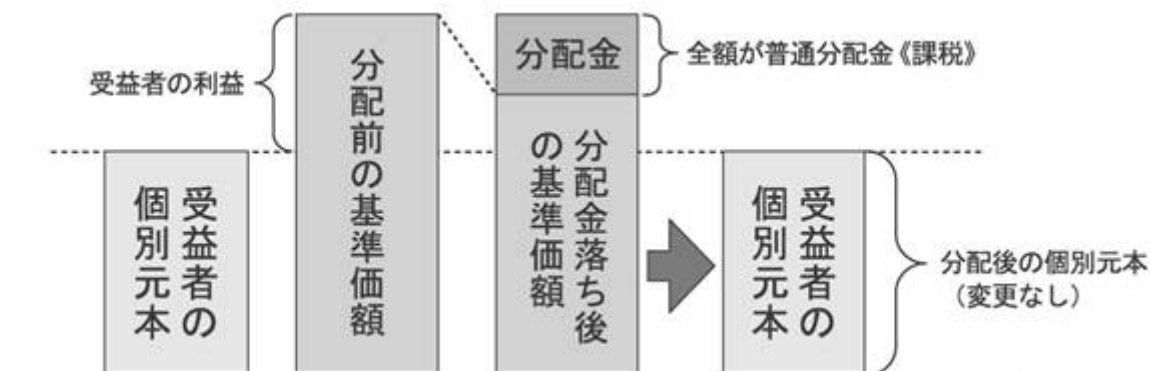 受益者の利益
受益者の
個別元本
分配前の基準価額
分配金
全額が普通分配金《課税》
分配金落ち後
の基準価額
受益者の
個別元本
分配後の個別元本
（変更なし）